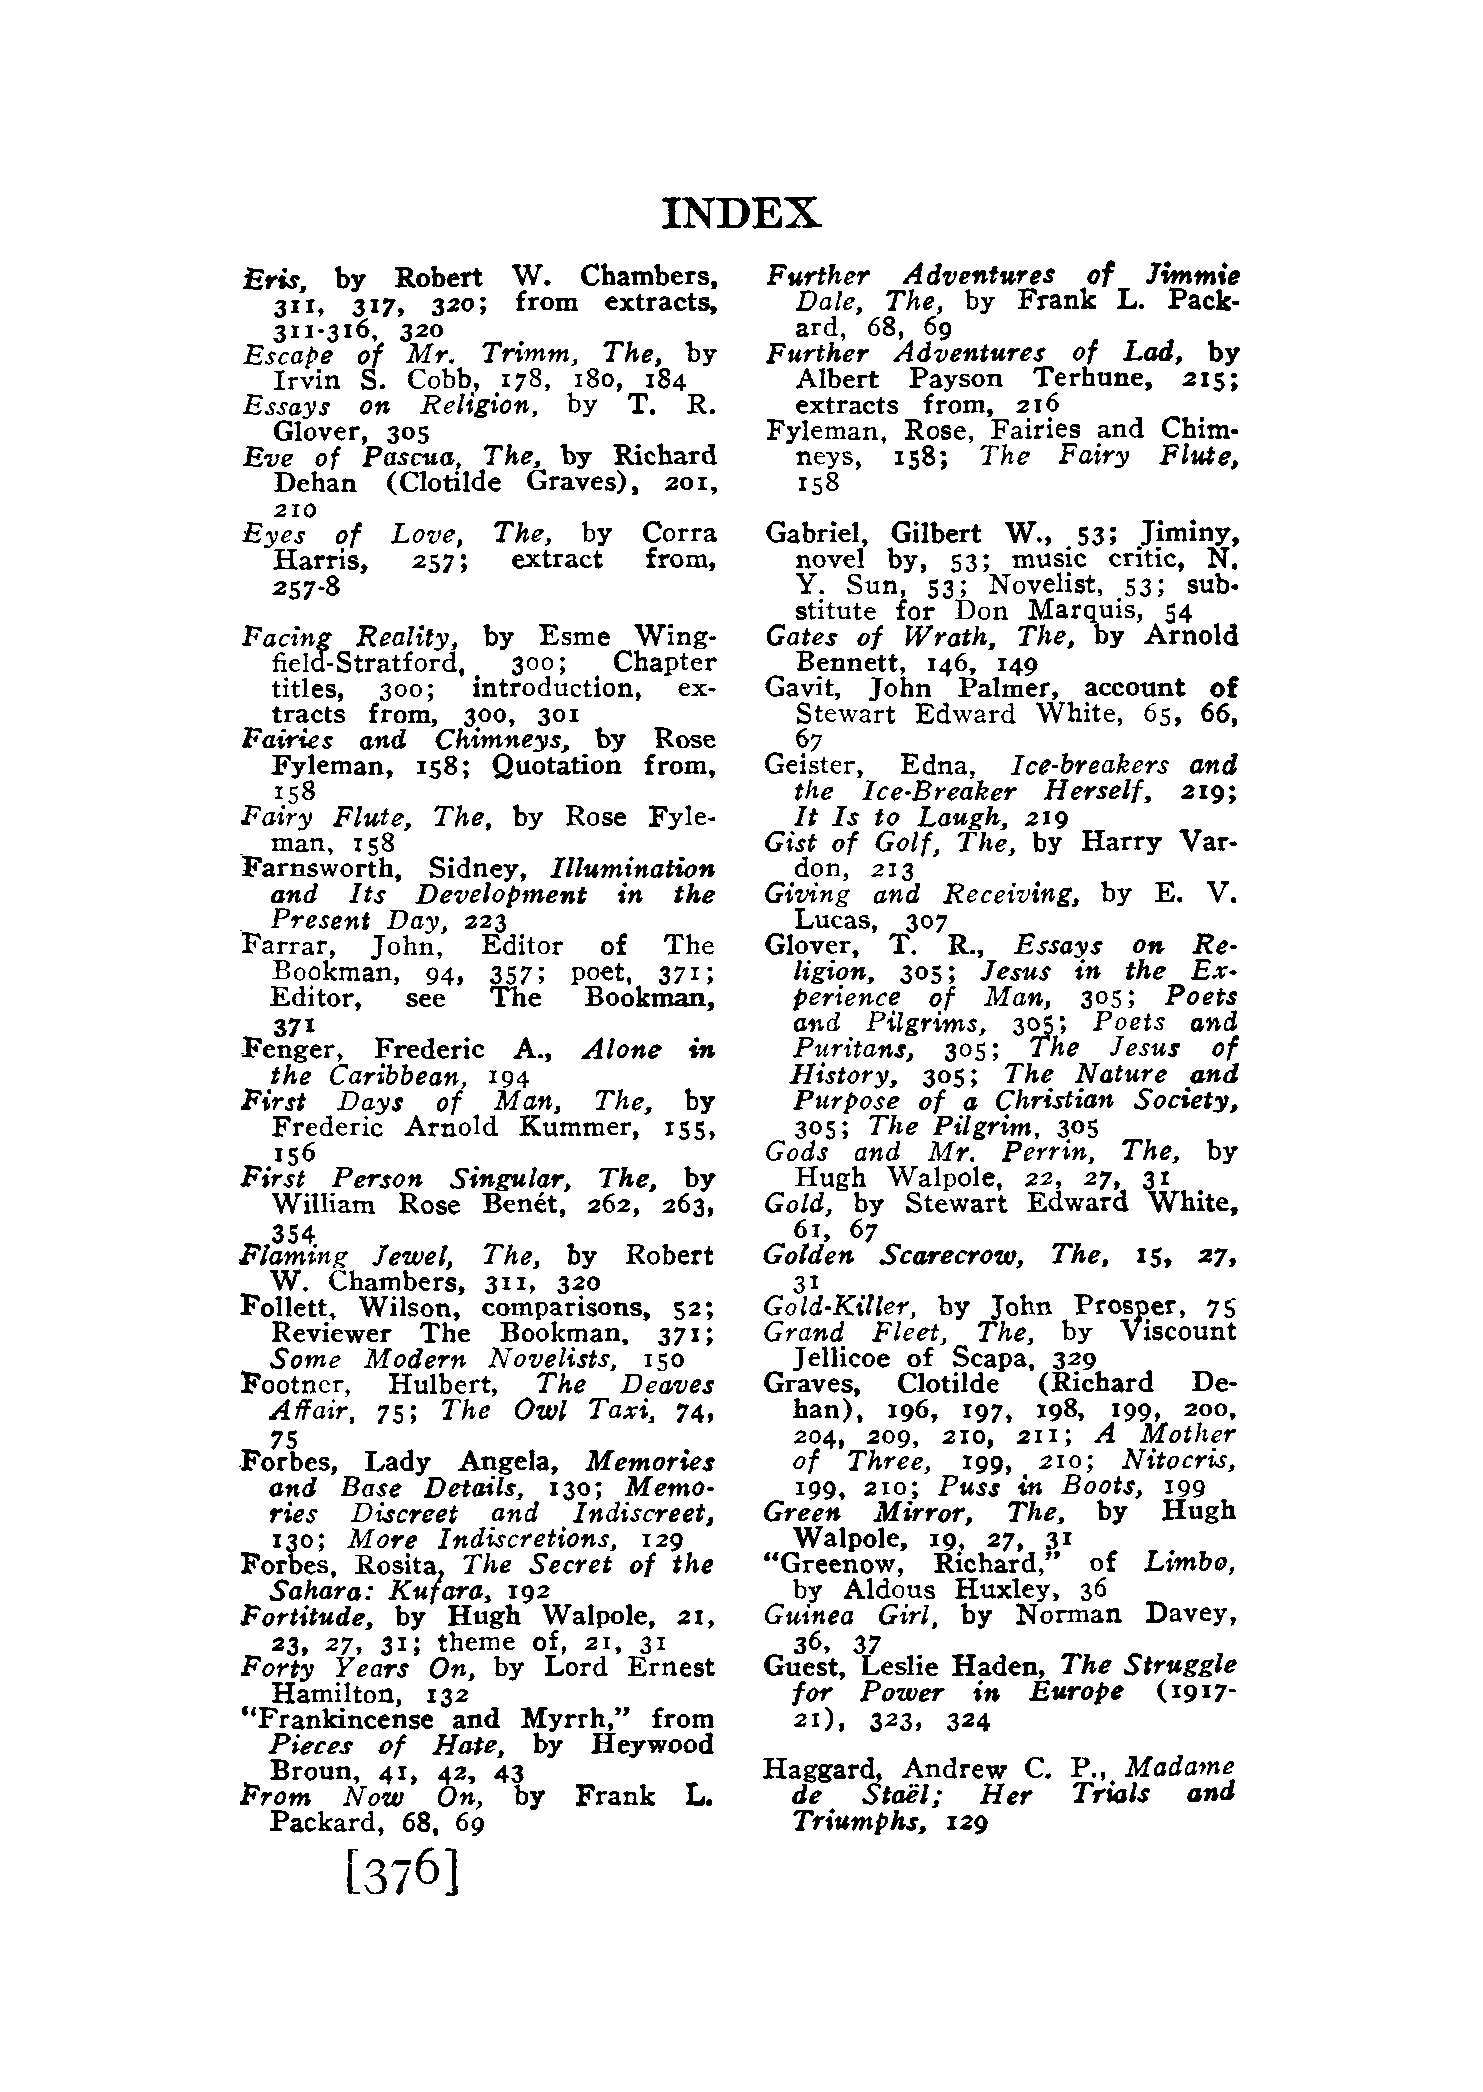 INDEX
Eris, by Robert W. Chambers,
311, 317, 320; from extracts,
311-316, 320
Escape of Mr. Trimm, The, by
Irvin S. Cobb, 178, 180, 184
Essays on Religion, by T. R.
Glover, 305
Eve of Pascua, The, by Richard
Dehan (Clotilde Graves), 201,
210
Eyes of Love, The, by Corra
Harris, 257; extract from,
257-8
Facing Reality, by Esme Wing-
field-Stratford, 300; Chapter
titles, 300; introduction, ex-
tracts from, 300, 301
Fairies and Chimneys, by Rose
Fyleman, 158; Quotation from,
158
Fairy Flute, The, by Rose Fyle-
man, 158
Farnsworth, Sidney, Illumination
and Its Development in the
Present Day, 223
Farrar, John, Editor of The
Bookman, 94, 357; poet, 371;
Editor, see The Bookman,
371
Fenger, Frederic A., Alone in
the Caribbean, 194
First Days of Man, The, by
Frederic Arnold Kummer, 155,
156
First Person Singular, The, by
William Rose Benét, 262, 263,
354
Flaming Jewel, The, by Robert
W. Chambers, 311, 320
Follett, Wilson, comparisons, 52;
Reviewer The Bookman, 371;
Some Modern Novelists, 150
Footner, Hulbert, The Deaves
Affair, 75; The Owl Taxi, 74,
75
Forbes, Lady Angela, Memories
and Base Details, 130; Memo-
ries Discreet and Indiscreet,
130; More Indiscretions, 129
Forbes, Rosita, The Secret of the
Sahara: Kufara, 192
Fortitude, by Hugh Walpole, 21,
23, 27, 31; theme of, 21, 31
Forty Years On, by Lord Ernest
Hamilton, 132
"Frankincense and Myrrh," from
Pieces of Hate, by Heywood
Broun, 41, 42, 43
From Now On, by Frank L.
Packard, 68, 69
Further Adventures of Jimmie
Dale, The, by Frank L. Pack-
ard, 68, 69
Further Adventures of Lad, by
Albert Payson Terhune, 215;
extracts from, 216
Fyleman, Rose, Fairies and Chim-
neys, 158; The Fairy Flute,
158
Gabriel, Gilbert W., 53; Jiminy,
novel by, 53; music critic, N.
Y. Sun, 53; Novelist, 53; sub-
stitute for Don Marquis, 54
Gates of Wrath, The, by Arnold
Bennett, 146, 149
Gavit, John Palmer, account of
Stewart Edward White, 65, 66,
67
Geister, Edna, Ice-breakers and
the Ice-Breaker Herself, 219;
It Is to Laugh, 219
Gist of Golf, The, by Harry Var-
don, 213
Giving and Receiving, by E. V.
Lucas, 307
Glover, T. R., Essays on Re-
ligion, 305; Jesus in the Ex-
perience of Man, 305; Poets
and Pilgrims, 305; Poets and
Puritans, 305; The Jesus of
History, 305; The Nature and
Purpose of a Christian Society,
305; The Pilgrim, 305
Gods and Mr. Perrin, The, by
Hugh Walpole, 22, 27, 31
Gold, by Stewart Edward White,
61, 67
Golden Scarecrow, The, 15, 27,
31
Gold-Killer, by John Prosper, 75
Grand Fleet, The, by Viscount
Jellicoe of Scapa, 329
Graves, Clotilde (Richard De-
han), 196, 197, 198, 199, 200,
204, 209, 210, 211; A Mother
of Three, 199, 210; Nitocris,
199, 210; Puss in Boots, 199
Green Mirror, The, by Hugh
Walpole, 19, 27, 31
"Greenow, Richard," of Limbo,
by Aldous Huxley, 36
Guinea Girl, by Norman Davey,
36, 37
Guest, Leslie Haden, The Struggle
for Power in Europe (1917-
21), 323, 324
Haggard, Andrew C. P., Madame
de Staël; Her Trials and
Triumphs, 129
[376]